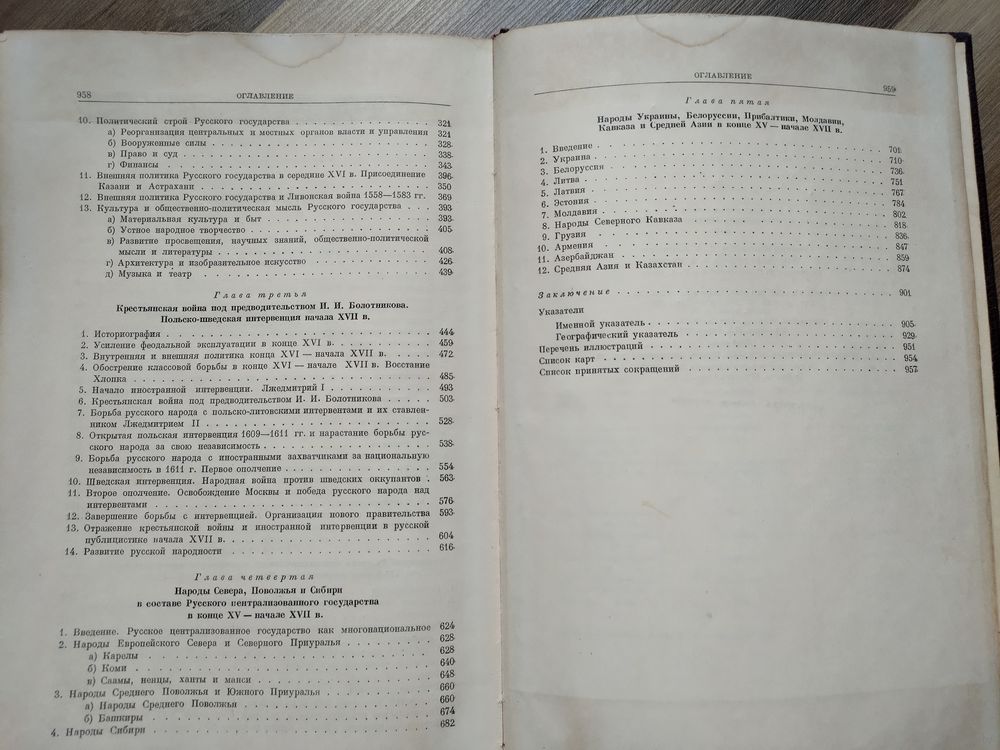 958
ОГЛАВЛЕНИЕ
10. Политический строй Русского государства . . . . . . . . . . . . . 321
а) Реорганизация центральных и местных органов власти и управления 321
б) Вооруженные силы . . . . . . . . . . . . . . . . . . . . . 328
в) Право и суд . . . . . . . . . . . . . . . . . . . . . . . . 338
г) Финансы . . . . . . . . . . . . . . . . . . . . . . . . . 343
11. Внешняя политика Русского государства в середине XVI в. Присоединение 396
Казани и Астрахани . . . . . . . . . . . . . . . . . . . . . 350
12. Внешняя политика Русского государства и Ливонская война 1558—1583 гг. 369
13. Культура и общественно-политическая мысль Русского государства . . . 393
а) Материальная культура и быт . . . . . . . . . . . . . . . . 393
б) Устное народное творчество . . . . . . . . . . . . . . . . . 405
в) Развитие просвещения, научных знаний, общественно-политической
мысли и литературы . . . . . . . . . . . . . . . . . . . . 408
г) Архитектура и изобразительное искусство . . . . . . . . . . . 426
д) Музыка и театр . . . . . . . . . . . . . . . . . . . . . . 439
Глава третья
Крестьянская война под предводительством И. И. Болотникова.
Польско-шведская интервенция начала XVII в.
1. Историография . . . . . . . . . . . . . . . . . . . . . . . . 444
2. Усиление феодальной эксплуатации в конце XVI в. . . . . . . . . . 459
3. Внутренняя и внешняя политика конца XVI — начала XVII в. . . . . . 472
4. Обострение классовой борьбы в конце XVI — начале XVII в. Восстание
Хлопка . . . . . . . . . . . . . . . . . . . . . . . . . . . 485
5. Начало иностранной интервенции. Лжедмитрий I . . . . . . . . . . 493
6. Крестьянская война под предводительством И. И. Болотникова . . . . . 503
7. Борьба русского народа с польско-литовскими интервентами и их ставлен-
ником Лжедмитрием II . . . . . . . . . . . . . . . . . . . . . 528
8. Открытая польская интервенция 1609—1611 гг. и нарастание борьбы рус-
ского народа за свою независимость . . . . . . . . . . . . . . . 538
9. Борьба русского народа с иностранными захватчиками за национальную
независимость в 1611 г. Первое ополчение . . . . . . . . . . . . . 554
10. Шведская интервенция. Народная война против шведских оккупантов . 563
11. Второе ополчение. Освобождение Москвы и победа русского народа над
интервентами . . . . . . . . . . . . . . . . . . . . . . . . 576
12. Завершение борьбы с интервенцией. Организация нового правительства 593
13. Отражение крестьянской войны и иностранной интервенции в русской
публицистике начала XVII в. . . . . . . . . . . . . . . . . . . 604
14. Развитие русской народности . . . . . . . . . . . . . . . . . . 616
Глава четвертая
Народы Севера, Поволжья и Сибири
в составе Русского централизованного государства
в конце XV — начале XVII в.
1. Введение. Русское централизованное государство как многонациональное 624
2. Народы Европейского Севера и Северного Приуралья . . . . . . . . 628
а) Карелы . . . . . . . . . . . . . . . . . . . . . . . . . . 628
б) Коми . . . . . . . . . . . . . . . . . . . . . . . . . . . 640
в) Саамы, ненцы, ханты и манси . . . . . . . . . . . . . . . . 648
3. Народы Среднего Поволжья и Южного Приуралья . . . . . . . . . . 660
а) Народы Среднего Поволжья . . . . . . . . . . . . . . . . . 660
б) Башкиры . . . . . . . . . . . . . . . . . . . . . . . . . 674
4. Народы Сибири . . . . . . . . . . . . . . . . . . . . . . . . 682
ОГЛАВЛЕНИЕ
959
Глава пятая
Народы Украины, Белоруссии, Прибалтики, Молдавии,
Кавказа и Средней Азии в конце XV — начале XVII в.
1. Введение . . . . . . . . . . . . . . . . . . . . . . . . . . 701
2. Украина . . . . . . . . . . . . . . . . . . . . . . . . . . 710
3. Белоруссия . . . . . . . . . . . . . . . . . . . . . . . . . 736
4. Литва . . . . . . . . . . . . . . . . . . . . . . . . . . . 751
5. Латвия . . . . . . . . . . . . . . . . . . . . . . . . . . . 767
6. Эстония . . . . . . . . . . . . . . . . . . . . . . . . . . 784
7. Молдавия . . . . . . . . . . . . . . . . . . . . . . . . . . 802
8. Народы Северного Кавказа . . . . . . . . . . . . . . . . . . . 818
9. Грузия . . . . . . . . . . . . . . . . . . . . . . . . . . . 836
10. Армения . . . . . . . . . . . . . . . . . . . . . . . . . . 847
11. Азербайджан . . . . . . . . . . . . . . . . . . . . . . . . 859
12. Средняя Азия и Казахстан . . . . . . . . . . . . . . . . . . . 874
Заключение . . . . . . . . . . . . . . . . . . . . . . . . . . 901
Указатели
Именной указатель . . . . . . . . . . . . . . . . . . . . . . 905
Географический указатель . . . . . . . . . . . . . . . . . . . 929
Перечень иллюстраций . . . . . . . . . . . . . . . . . . . . . 951
Список карт . . . . . . . . . . . . . . . . . . . . . . . . . . 954
Список принятых сокращений . . . . . . . . . . . . . . . . . . 957